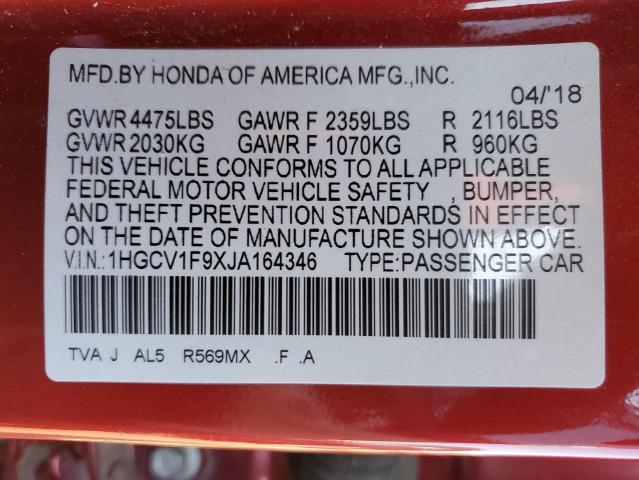 MFD.BY HONDA OF AMERICA MFG.,INC.
04/'18
GVWR 4475LBS GAWR F 2359LBS R 2116LBS
GVWR 2030KG GAWR F 1070KG R 960KG
THIS VEHICLE CONFORMS TO ALL APPLICABLE
FEDERAL MOTOR VEHICLE SAFETY , BUMPER,
AND THEFT PREVENTION STANDARDS IN EFFECT
ON THE DATE OF MANUFACTURE SHOWN ABOVE.
V.I.N.:1HGCV1F9XJA164346 TYPE:PASSENGER CAR
TVA J AL5 R569MX .F .A